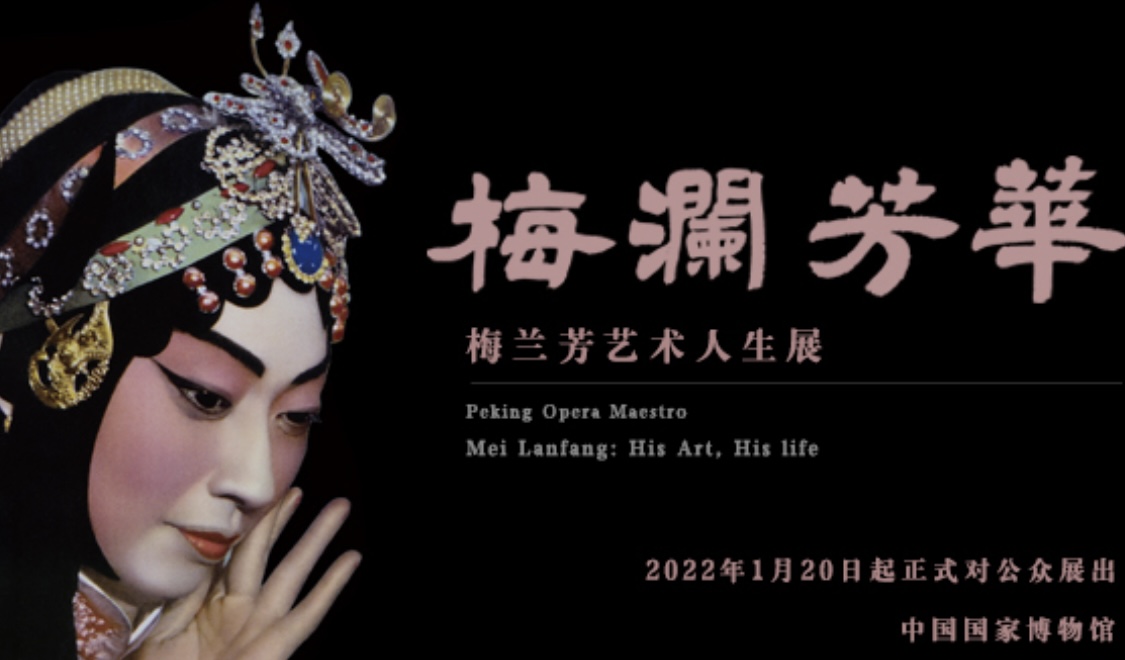 梅瀾芳華
梅兰芳艺术人生展
Peking Opera Maestro
Mei Lanfang: His Art, His life
2022年1月20日起正式对公众展出
中国国家博物馆